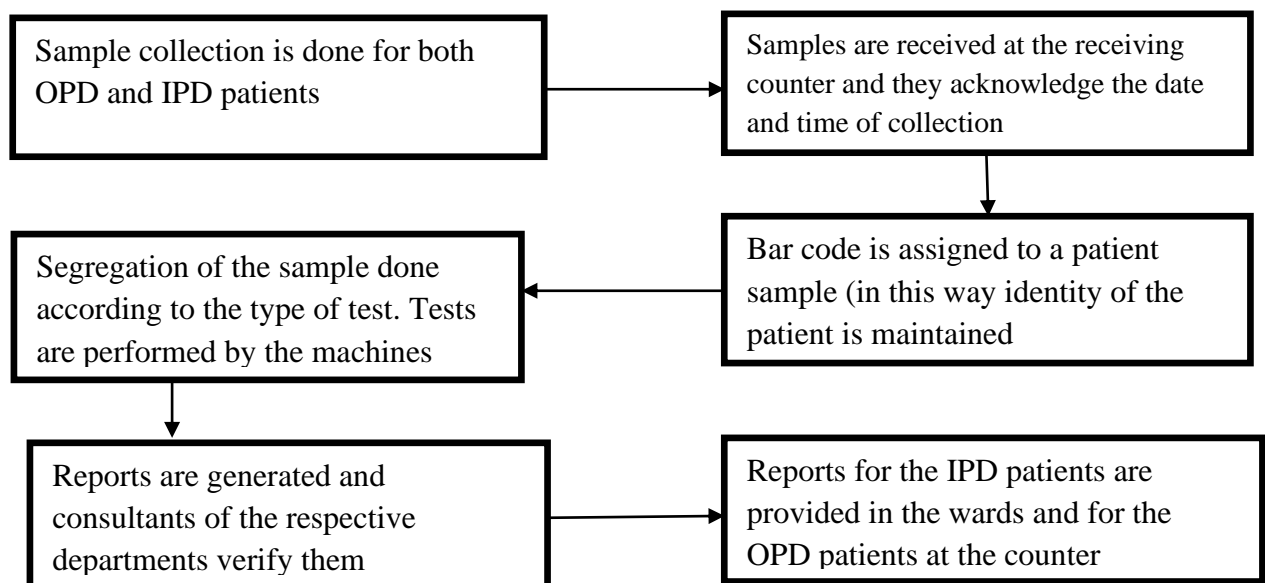 Sample collection is done for both
OPD and IPD patients
Samples are received at the receiving
counter and they acknowledge the date
and time of collection
Bar code is assigned to a patient
sample (in this way identity of the
patient is maintained
Segregation of the sample done
according to the type of test. Tests
are performed by the machines
Reports are generated and
consultants of the respective
departments verify them
Reports for the IPD patients are
provided in the wards and for the
OPD patients at the counter